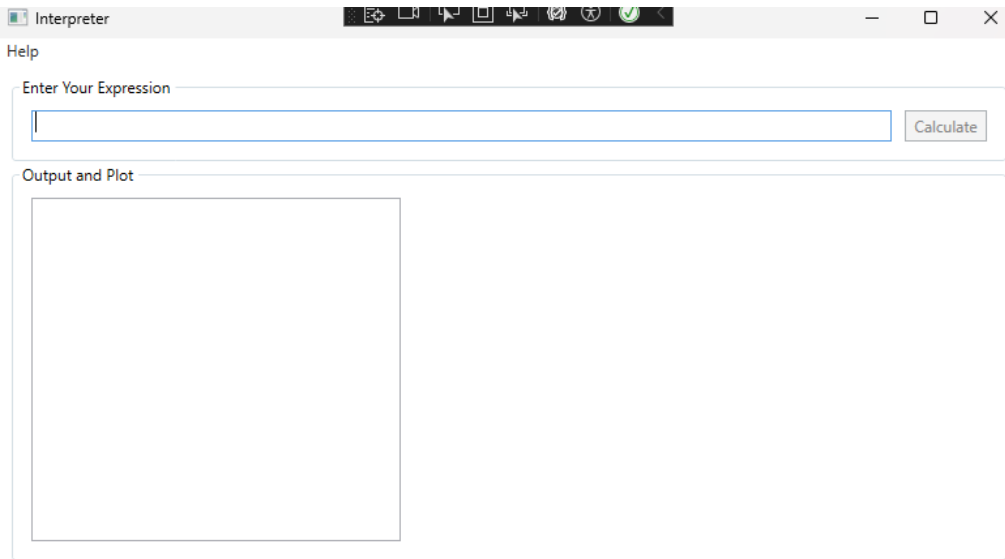 Interpreter
Help
Enter Your Expression
Calculate
Output and Plot